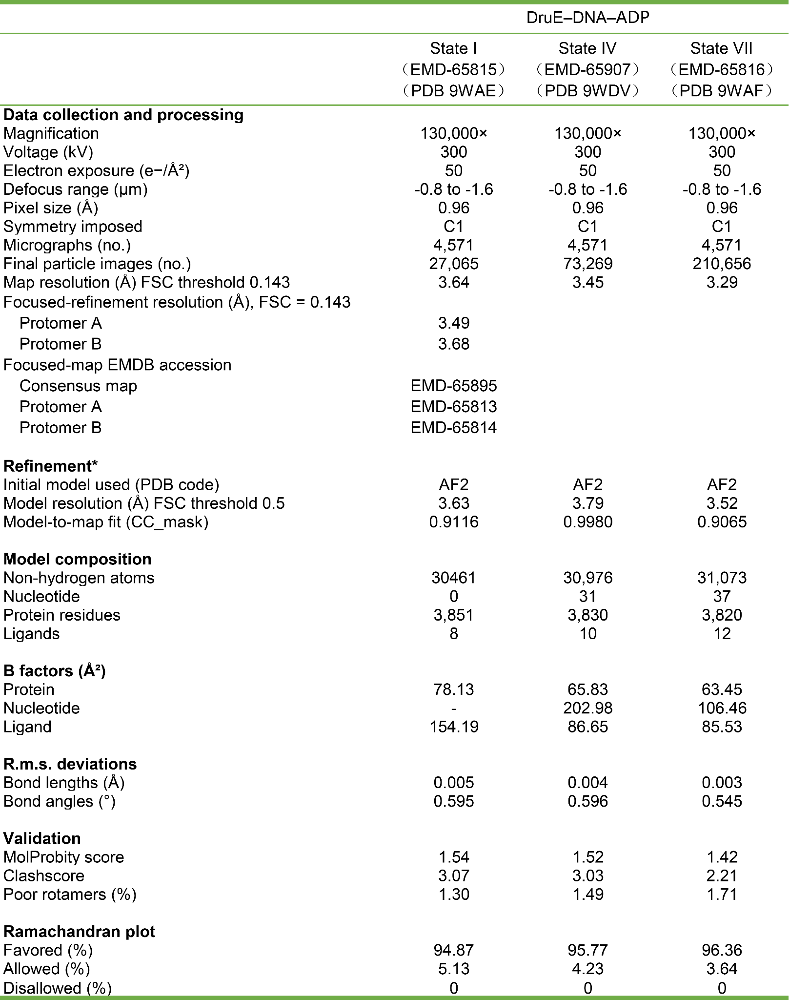 DruE–DNA–ADP
State I State IV State VII
（EMD-65815）（EMD-65907）（EMD-65816）
（PDB 9WAE）（PDB 9WDV）（PDB 9WAF）
Data collection and processing
Magnification 130,000× 130,000× 130,000×
Voltage (kV) 300 300 300
Electron exposure (e−/Å²) 50 50 50
Defocus range (μm) -0.8 to -1.6 -0.8 to -1.6 -0.8 to -1.6
Pixel size (Å) 0.96 0.96 0.96
Symmetry imposed C1 C1 C1
Micrographs (no.) 4,571 4,571 4,571
Final particle images (no.) 27,065 73,269 210,656
Map resolution (Å) FSC threshold 0.143 3.64 3.45 3.29
Focused-refinement resolution (Å), FSC = 0.143
Protomer A 3.49
Protomer B 3.68
Focused-map EMDB accession
Consensus map EMD-65895
Protomer A EMD-65813
Protomer B EMD-65814
Refinement*
Initial model used (PDB code) AF2 AF2 AF2
Model resolution (Å) FSC threshold 0.5 3.63 3.79 3.52
Model-to-map fit (CC_mask) 0.9116 0.9980 0.9065
Model composition
Non-hydrogen atoms 30461 30,976 31,073
Nucleotide 0 31 37
Protein residues 3,851 3,830 3,820
Ligands 8 10 12
B factors (Å²)
Protein 78.13 65.83 63.45
Nucleotide - 202.98 106.46
Ligand 154.19 86.65 85.53
R.m.s. deviations
Bond lengths (Å) 0.005 0.004 0.003
Bond angles (°) 0.595 0.596 0.545
Validation
MolProbity score 1.54 1.52 1.42
Clashscore 3.07 3.03 2.21
Poor rotamers (%) 1.30 1.49 1.71
Ramachandran plot
Favored (%) 94.87 95.77 96.36
Allowed (%) 5.13 4.23 3.64
Disallowed (%) 0 0 0